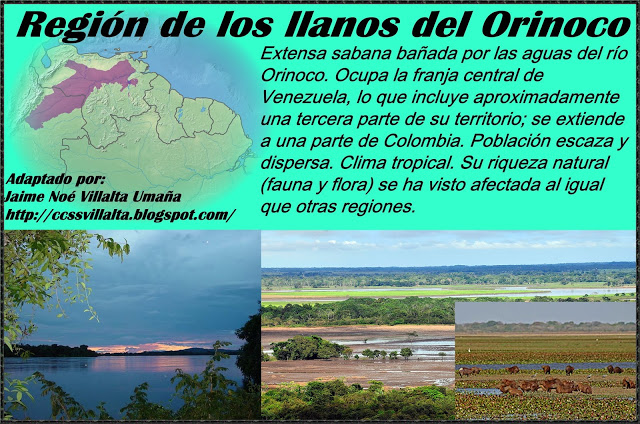 Región de los llanos del Orinoco
Extensa sabana bañada por las aguas del río
Orinoco. Ocupa la franja central de
Venezuela, lo que incluye aproximadamente
una tercera parte de su territorio; se extiende
a una parte de Colombia. Población escaza y
dispersa. Clima tropical. Su riqueza natural
(fauna y flora) se ha visto afectada al igual
que otras regiones.
Adaptado por:
Jaime Noé Villalta Umaña
http://ccssvillalta.blogspot.com/